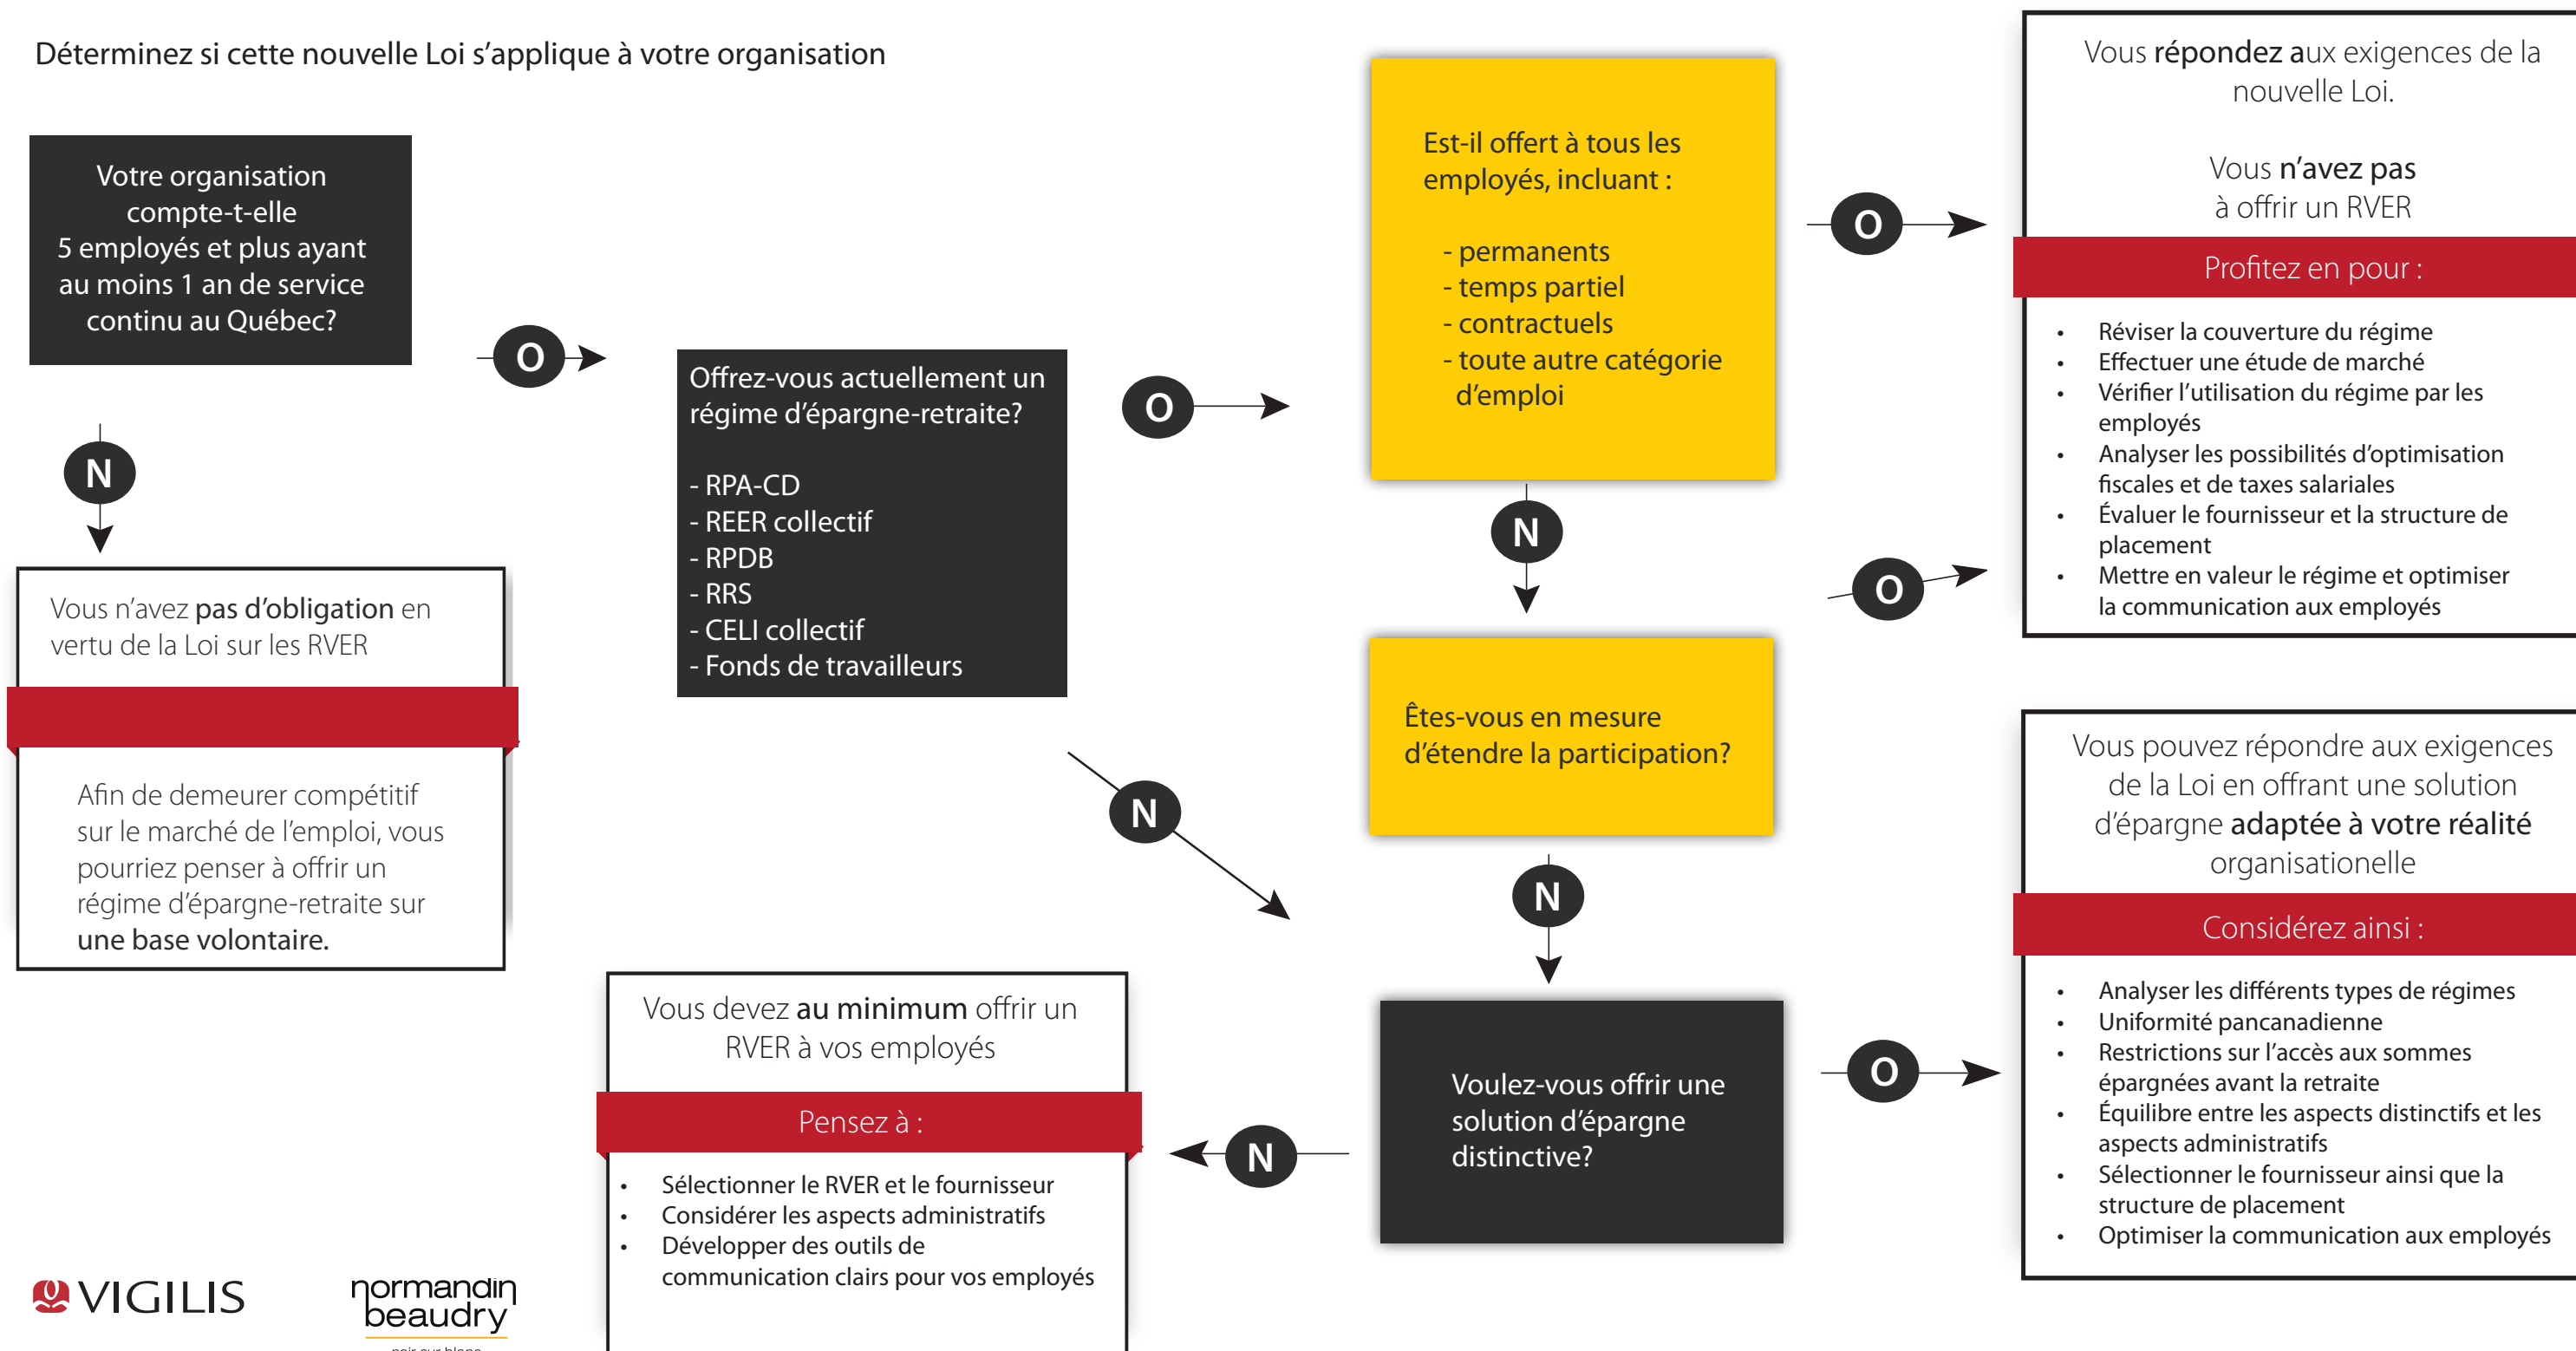 Déterminez si cette nouvelle Loi s'applique à votre organisation
Votre organisation
compte-t-elle
5 employés et plus ayant
au moins 1 an de service
continu au Québec?
O
N
Vous n'avez pas d'obligation en
vertu de la Loi sur les RVER
Afin de demeurer compétitif
sur le marché de l'emploi, vous
pourriez penser à offrir un
régime d'épargne-retraite sur
une base volontaire.
Offrez-vous actuellement un
régime d'épargne-retraite?
- RPA-CD
- REER collectif
- RPDB
- RRS
- CELI collectif
- Fonds de travailleurs
O
N
Est-il offert à tous les
employés, incluant :
- permanents
- temps partiel
- contractuels
- toute autre catégorie
d'emploi
O
N
Êtes-vous en mesure
d'étendre la participation?
O
N
Voulez-vous offrir une
solution d'épargne
distinctive?
O
N
Vous répondez aux exigences de la
nouvelle Loi.
Vous n'avez pas
à offrir un RVER
Profitez en pour :
• Réviser la couverture du régime
• Effectuer une étude de marché
• Vérifier l'utilisation du régime par les
employés
• Analyser les possibilités d'optimisation
fiscales et de taxes salariales
• Évaluer le fournisseur et la structure de
placement
• Mettre en valeur le régime et optimiser
la communication aux employés
Vous pouvez répondre aux exigences
de la Loi en offrant une solution
d'épargne adaptée à votre réalité
organisationelle
Considérez ainsi :
• Analyser les différents types de régimes
• Uniformité pancanadienne
• Restrictions sur l'accès aux sommes
épargnées avant la retraite
• Équilibre entre les aspects distinctifs et les
aspects administratifs
• Sélectionner le fournisseur ainsi que la
structure de placement
• Optimiser la communication aux employés
Vous devez au minimum offrir un
RVER à vos employés
Pensez à :
• Sélectionner le RVER et le fournisseur
• Considérer les aspects administratifs
• Développer des outils de
communication clairs pour vos employés
VIGILIS
normandin
beaudry
noir sur blanc